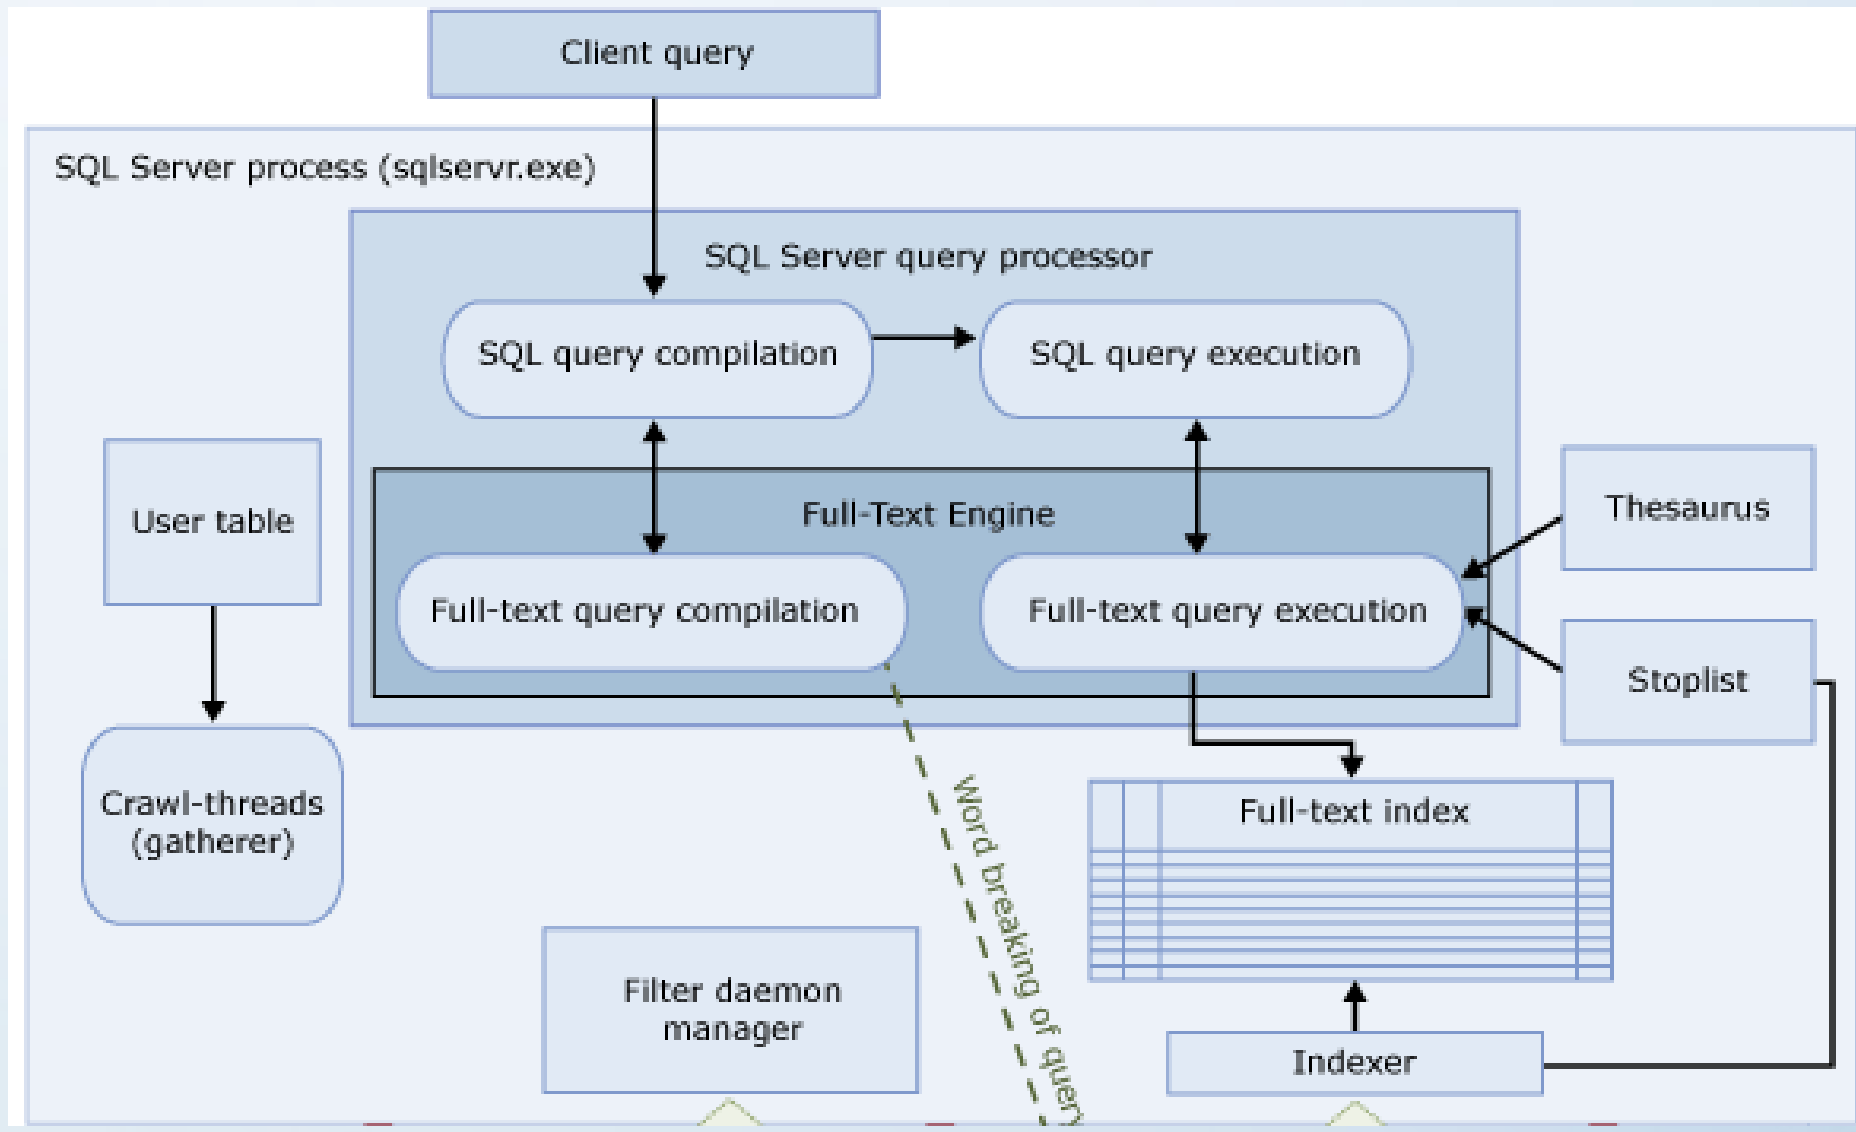 Client query
SQL Server process (sqlservr.exe)
SQL Server query processor
SQL query compilation
SQL query execution
User table
Full-Text Engine
Thesaurus
Full-text query compilation
Full-text query execution
Stoplist
Crawl-threads
(gatherer)
Word breaking of query
Full-text index
Filter daemon
manager
Indexer